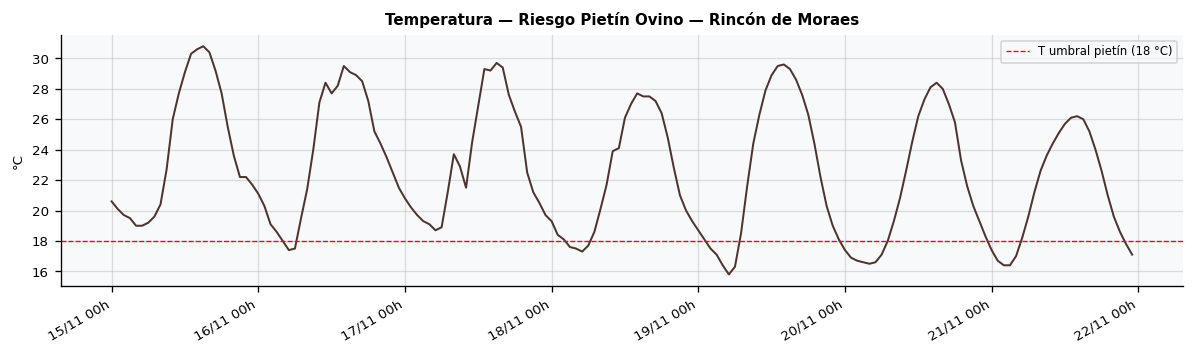 Temperatura — Riesgo Pietín Ovino — Rincón de Moraes
T umbral pietín (18 °C)
°C
30
28
26
24
22
20
18
16
15/11 00h
16/11 00h
17/11 00h
18/11 00h
19/11 00h
20/11 00h
21/11 00h
22/11 00h